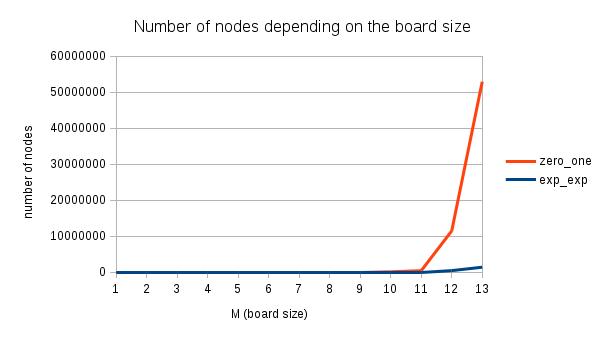 Number of nodes depending on the board size
60000000
50000000
40000000
30000000
20000000
10000000
0
number of nodes
1 2 3 4 5 6 7 8 9 10 11 12 13
M (board size)
zero_one
exp_exp